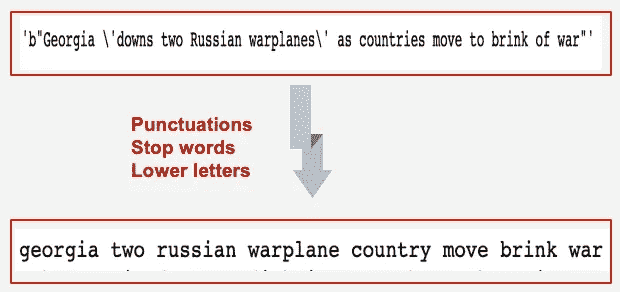 'b"Georgia \'downs two Russian warplanes\' as countries move to brink of war"'
Punctuations
Stop words
Lower letters
georgia two russian warplane country move brink war